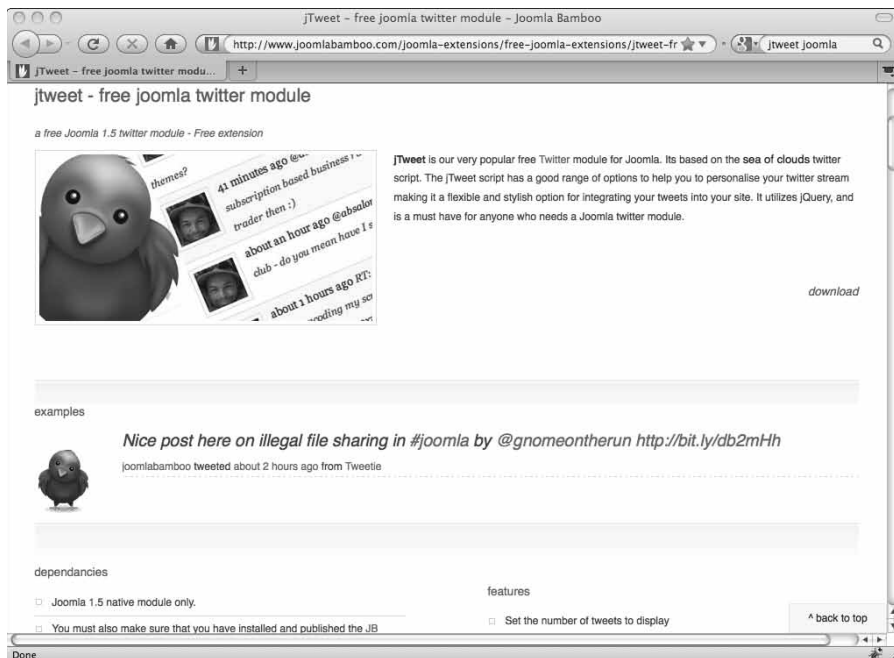 jTweet - free joomla twitter module - Joomla Bamboo
http://www.joomlabamboo.com/joomla-extensions/free-joomla-extensions/jtweet-fr
jtweet joomla
jTweet - free joomla twitter modu...
+
jtweet - free joomla twitter module
a free Joomla 1.5 twitter module - Free extension
themes?
41 minutes ago
subscription based business
trader then :)
about an hour ago @absalo
club - do you mean have I s
about 1 hours ago RT:
coding my
jTweet is our very popular free Twitter module for Joomla. Its based on the sea of clouds twitter
script. The jTweet script has a good range of options to help you to personalise your twitter stream
making it a flexible and stylish option for integrating your tweets into your site. It utilizes jQuery, and
is a must have for anyone who needs a Joomla twitter module.
download
examples
Nice post here on illegal file sharing in #joomla by @gnomeontherun http://bit.ly/db2mHh
joomlabamboo tweeted about 2 hours ago from Tweetie
dependancies
Joomla 1.5 native module only.
You must also make sure that you have installed and published the JB
features
Set the number of tweets to display
^ back to top
Done